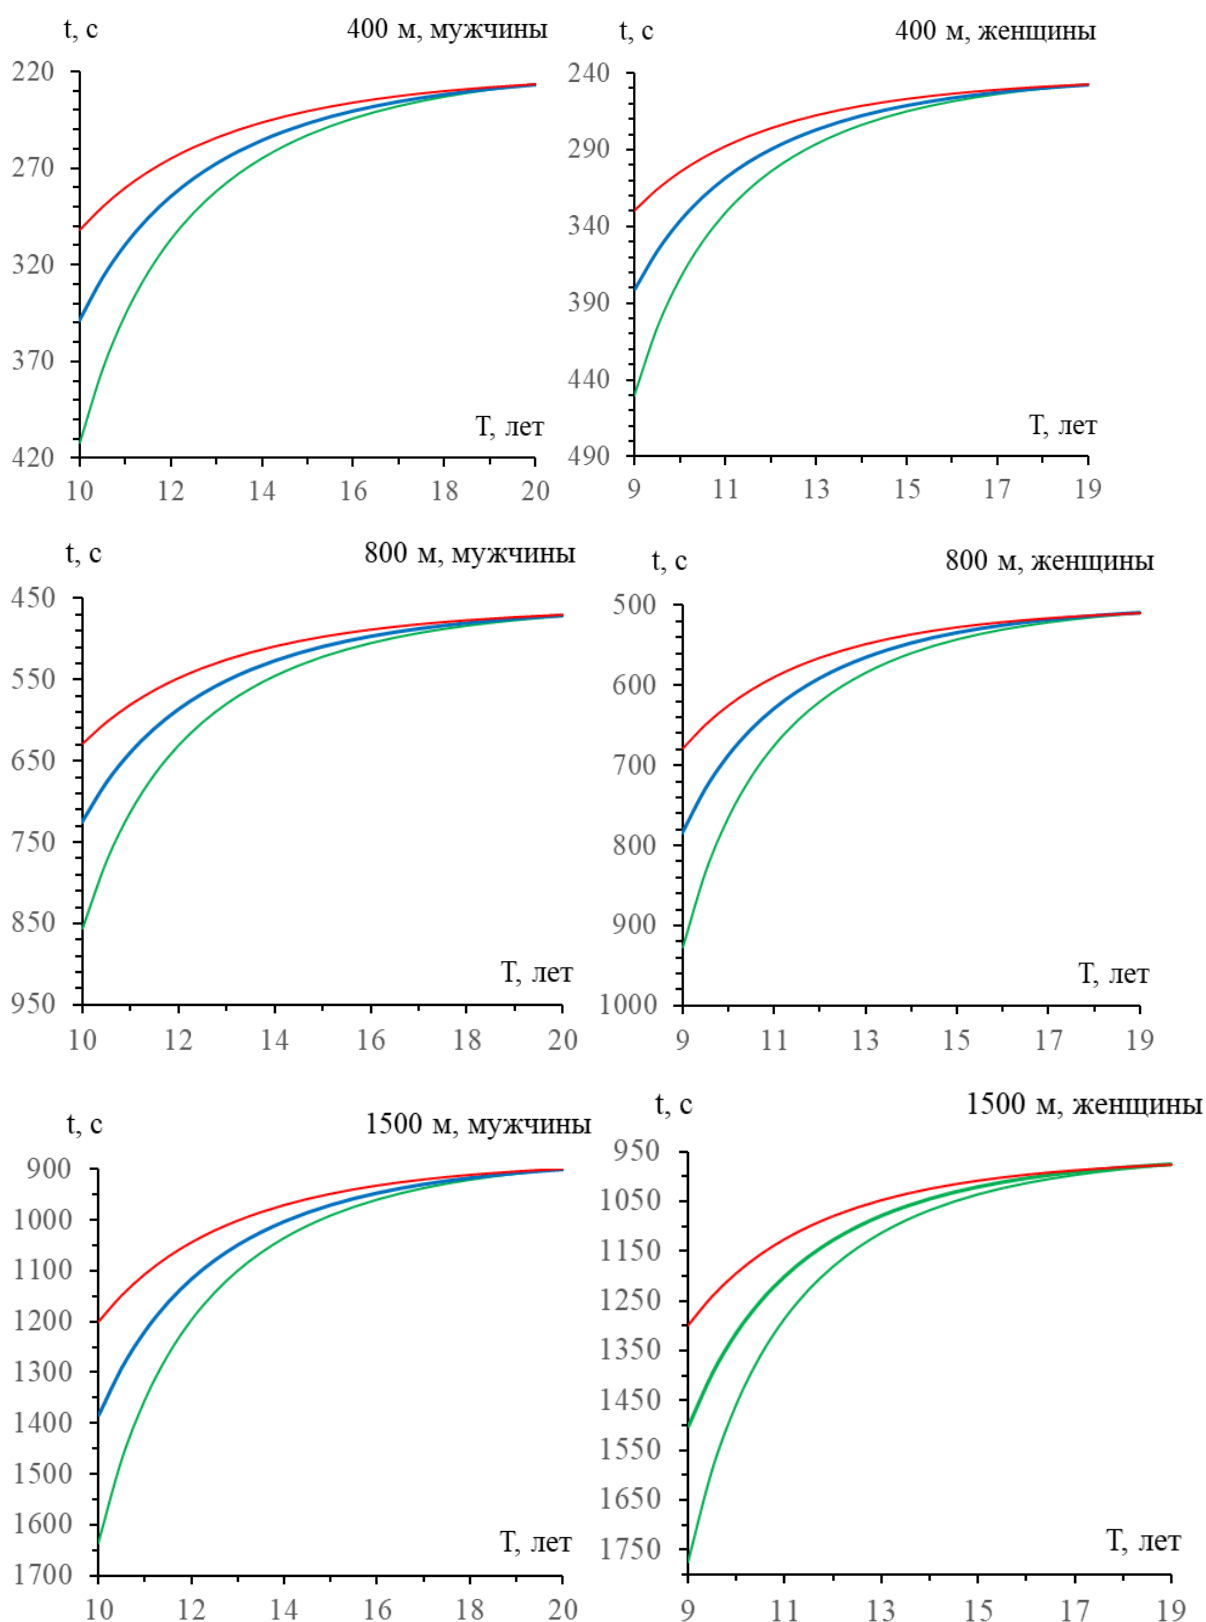 t, с
400 м, мужчины
220
270
320
370
420
T, лет
10 12 14 16 18 20
t, с
400 м, женщины
240
290
340
390
440
490
T, лет
9 11 13 15 17 19
t, с
800 м, мужчины
450
550
650
750
850
950
T, лет
10 12 14 16 18 20
t, с
800 м, женщины
500
600
700
800
900
1000
T, лет
9 11 13 15 17 19
t, с
1500 м, мужчины
900
1000
1100
1200
1300
1400
1500
1600
1700
T, лет
10 12 14 16 18 20
t, с
1500 м, женщины
950
1050
1150
1250
1350
1450
1550
1650
1750
T, лет
9 11 13 15 17 19